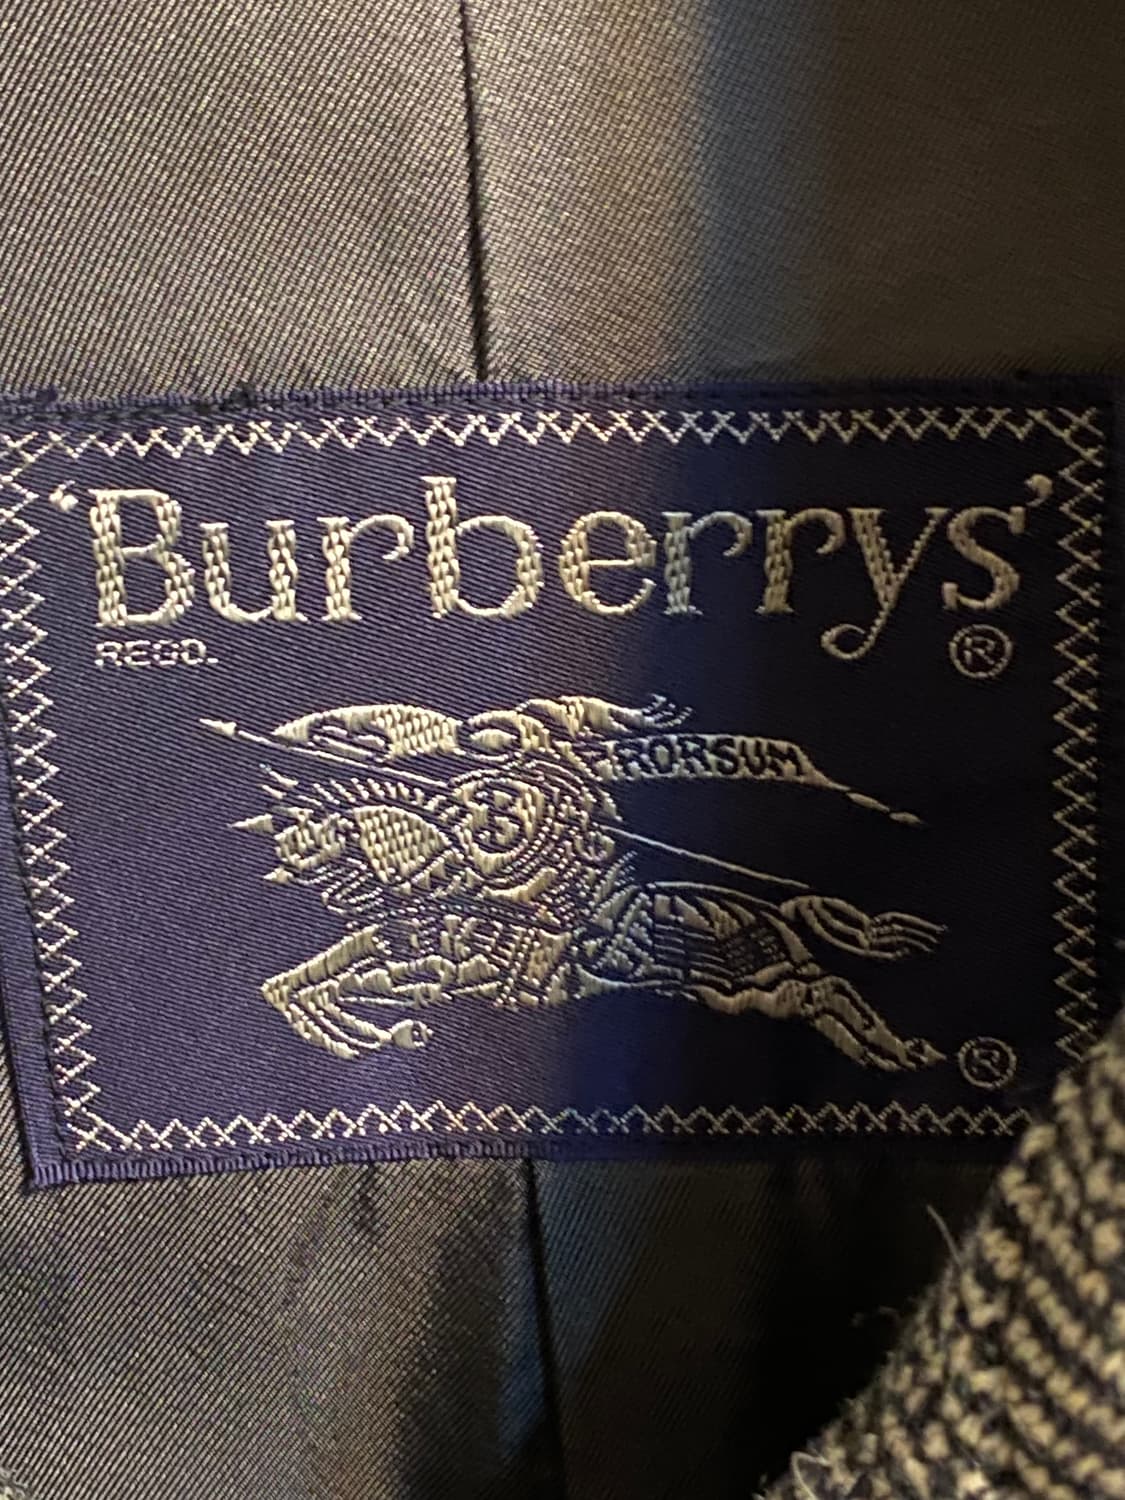 'Burberrys'
REGD. ®
PRORSUM
®